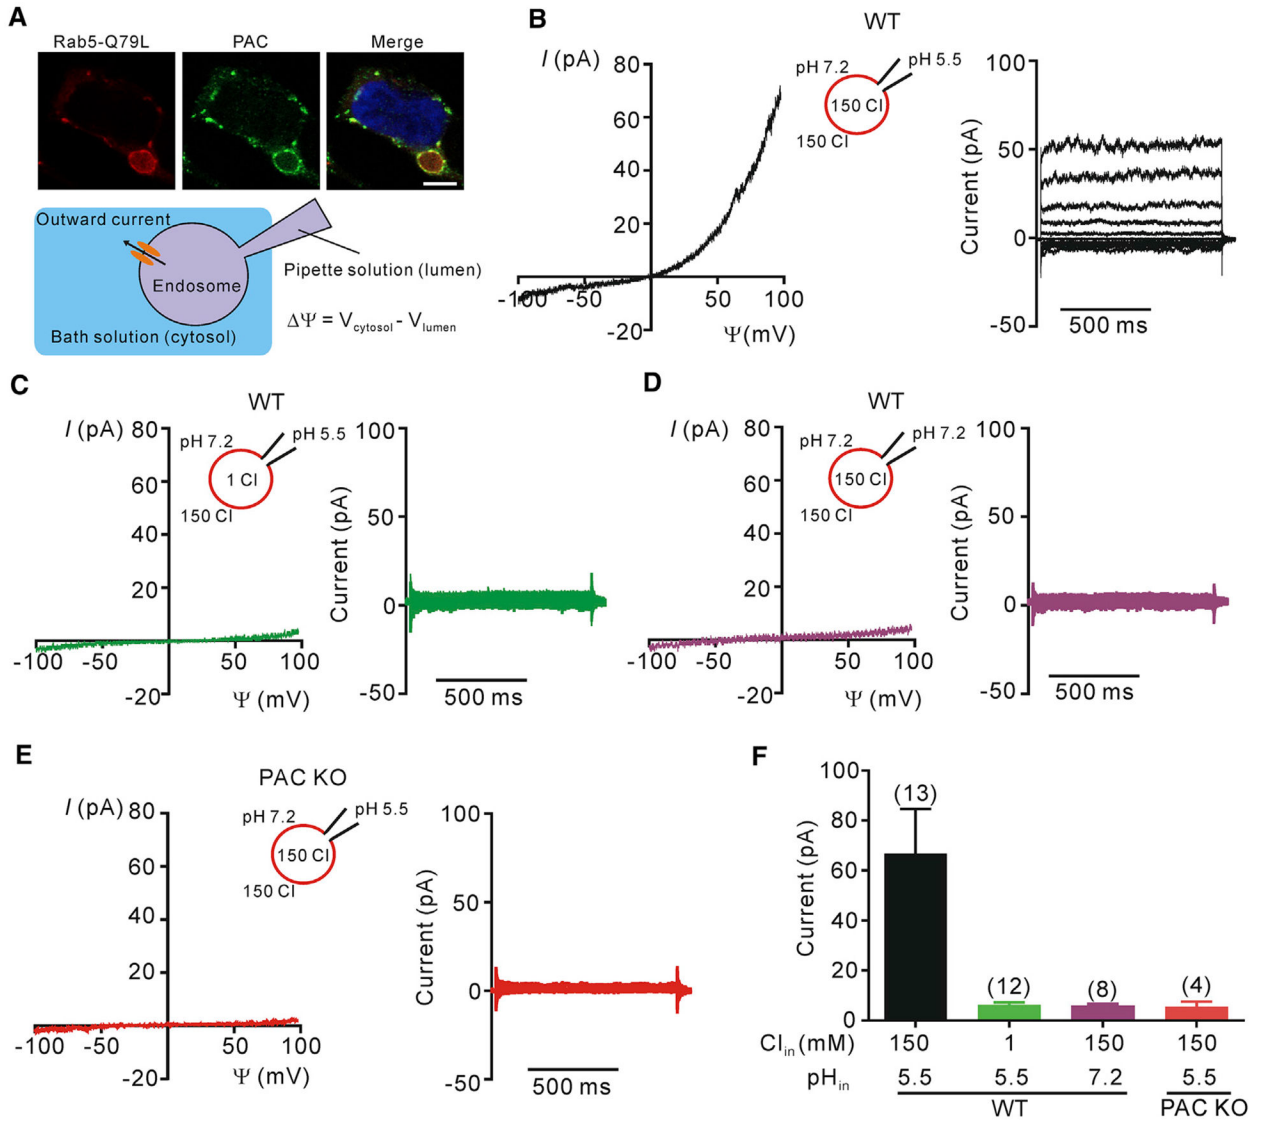 A
Rab5-Q79L PAC Merge
Outward current
Endosome
Pipette solution (lumen)
ΔΨ = Vcytosol - Vlumen
Bath solution (cytosol)
B
WT
I (pA)
80
60
40
20
-20
-100 -50 50 100
Ψ(mV)
pH 7.2 pH 5.5
150 Cl
150 Cl
Current (pA)
100
50
0
-50
500 ms
C
WT
I (pA)
80
60
40
20
-20
-100 -50 50 100
Ψ (mV)
pH 7.2 pH 5.5
1 Cl
150 Cl
Current (pA)
100
50
0
-50
500 ms
D
WT
I (pA)
80
60
40
20
-20
-100 -50 50 100
Ψ (mV)
pH 7.2 pH 7.2
150 Cl
150 Cl
Current (pA)
100
50
0
-50
500 ms
E
PAC KO
I (pA)
80
60
40
20
-20
-100 -50 50 100
Ψ (mV)
pH 7.2 pH 5.5
150 Cl
150 Cl
Current (pA)
100
50
0
-50
500 ms
F
Current (pA)
100
80
60
40
20
0
(13) (12) (8) (4)
Clin (mM) 150 1 150 150
pHin 5.5 5.5 7.2 5.5
WT PAC KO